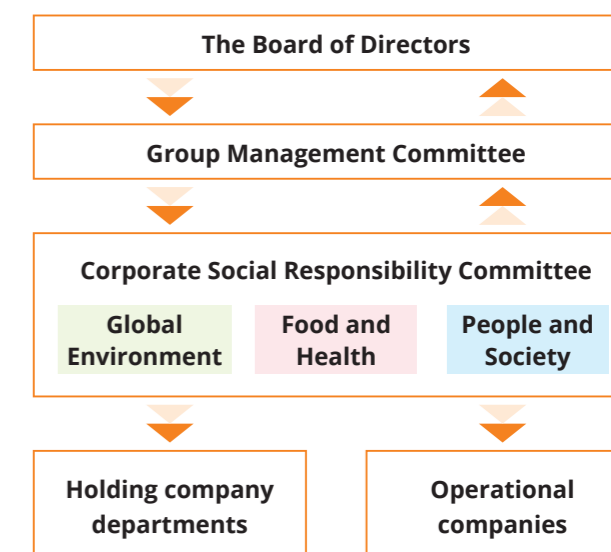 The Board of Directors
Group Management Committee
Corporate Social Responsibility Committee
Global
Environment
Food and
Health
People and
Society
Holding company
departments
Operational
companies